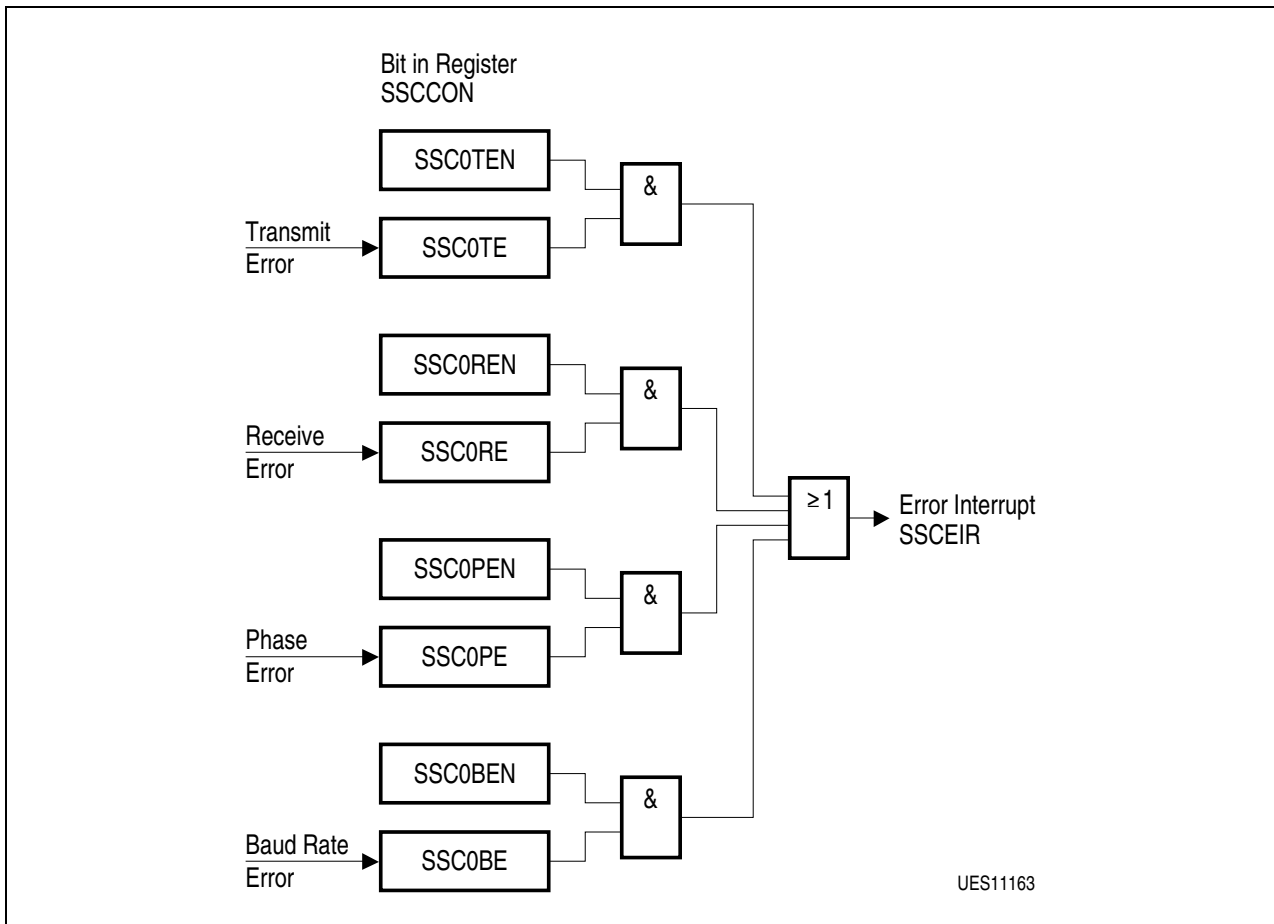 Bit in Register
SSCCON
SSC0TEN
&
Transmit
Error
SSC0TE
SSC0REN
&
Receive
Error
SSC0RE
≥1
Error Interrupt
SSCEIR
SSC0PEN
&
Phase
Error
SSC0PE
SSC0BEN
&
Baud Rate
Error
SSC0BE
UES11163